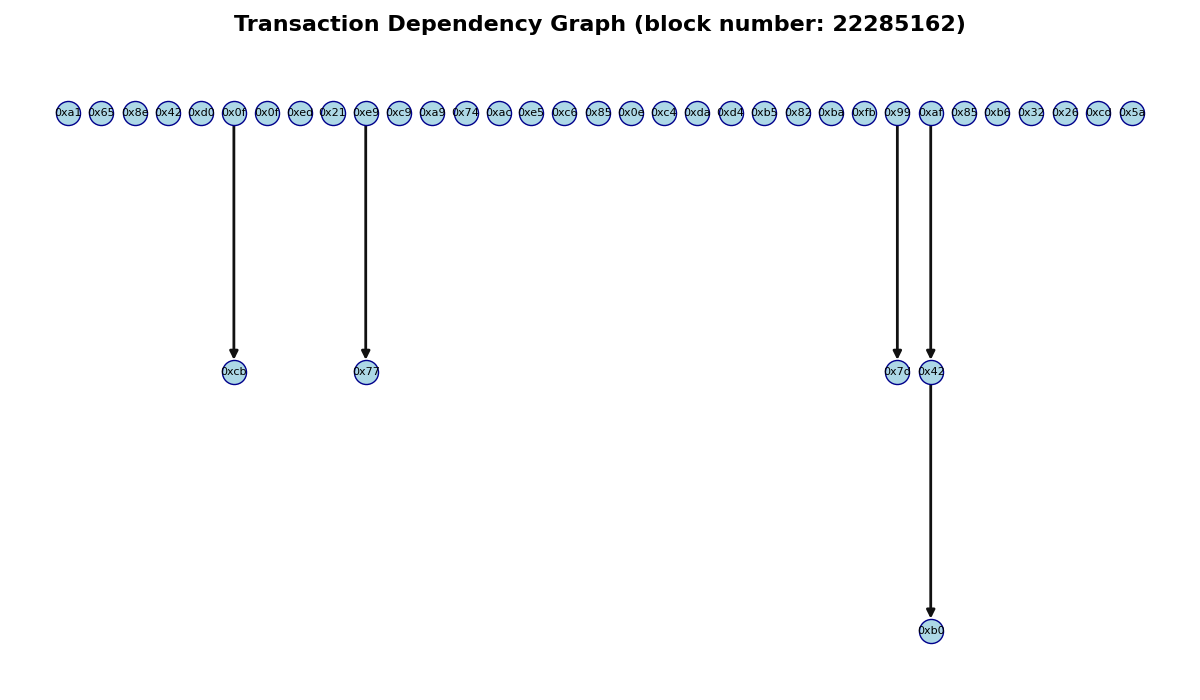 Transaction Dependency Graph (block number: 22285162)
0xa1 0x65 0x8e 0x42 0xd0 0x0f 0x0f 0xed 0x21 0xe9 0xc9 0xa9 0x74 0xac 0xe5 0xc6 0x85 0x0e 0xc4 0xda 0xd4 0xb5 0x82 0xba 0xfb 0x99 0xaf 0x85 0xb6 0x32 0x26 0xcd 0x5a
0xcb 0x77 0x7d 0x42
0xb0